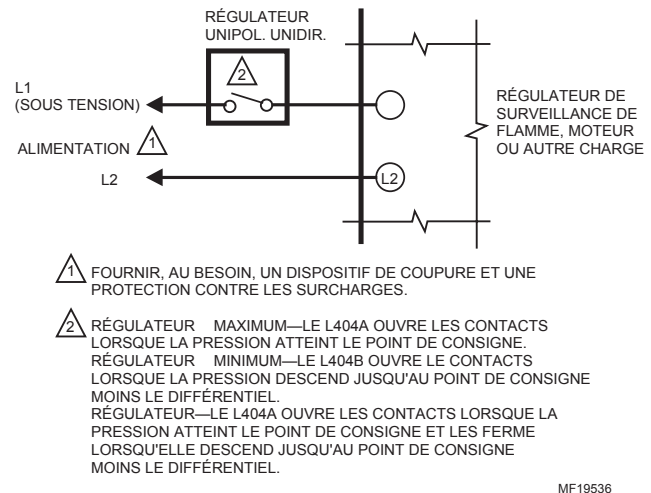 RÉGULATEUR
UNIPOL. UNIDIR.
2
L1
(SOUS TENSION)
RÉGULATEUR DE
SURVEILLANCE DE
FLAMME, MOTEUR
OU AUTRE CHARGE
ALIMENTATION 1
L2
L2
1 FOURNIR, AU BESOIN, UN DISPOSITIF DE COUPURE ET UNE
PROTECTION CONTRE LES SURCHARGES.
2 RÉGULATEUR MAXIMUM—LE L404A OUVRE LES CONTACTS
LORSQUE LA PRESSION ATTEINT LE POINT DE CONSIGNE.
RÉGULATEUR MINIMUM—LE L404B OUVRE LE CONTACTS
LORSQUE LA PRESSION DESCEND JUSQU'AU POINT DE CONSIGNE
MOINS LE DIFFÉRENTIEL.
RÉGULATEUR—LE L404A OUVRE LES CONTACTS LORSQUE LA
PRESSION ATTEINT LE POINT DE CONSIGNE ET LES FERME
LORSQU'ELLE DESCEND JUSQU'AU POINT DE CONSIGNE
MOINS LE DIFFÉRENTIEL.
MF19536